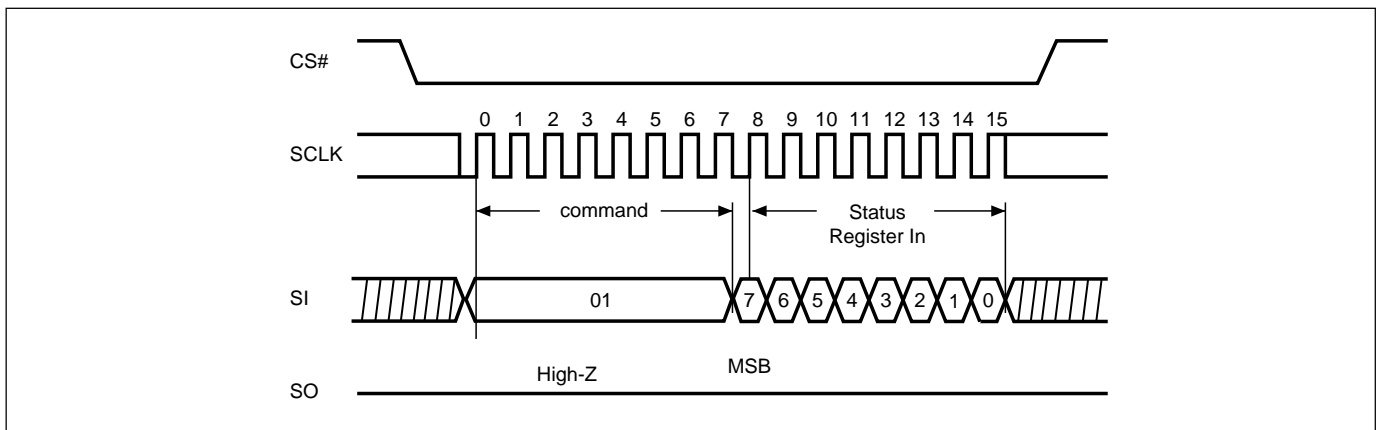 CS#
0 1 2 3 4 5 6 7 8 9 10 11 12 13 14 15
SCLK
command
Status
Register In
SI
01
7 6 5 4 3 2 1 0
MSB
High-Z
SO